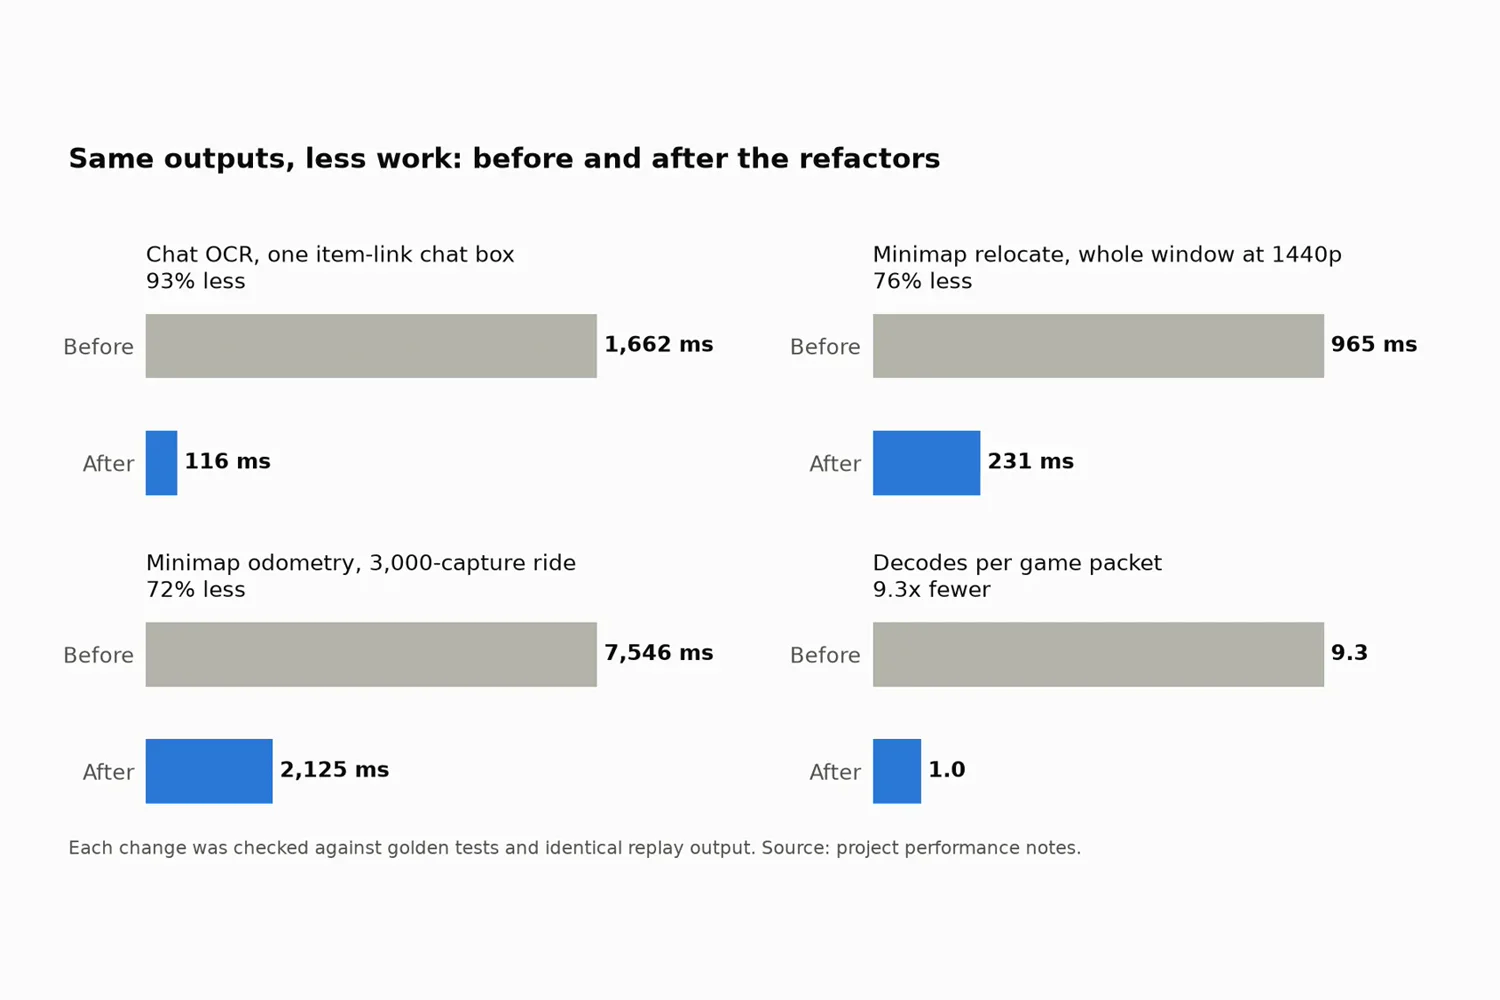 Same outputs, less work: before and after the refactors
Chat OCR, one item-link chat box
93% less
Before
1,662 ms
After
116 ms
Minimap relocate, whole window at 1440p
76% less
Before
965 ms
After
231 ms
Minimap odometry, 3,000-capture ride
72% less
Before
7,546 ms
After
2,125 ms
Decodes per game packet
9.3x fewer
Before
9.3
After
1.0
Each change was checked against golden tests and identical replay output. Source: project performance notes.